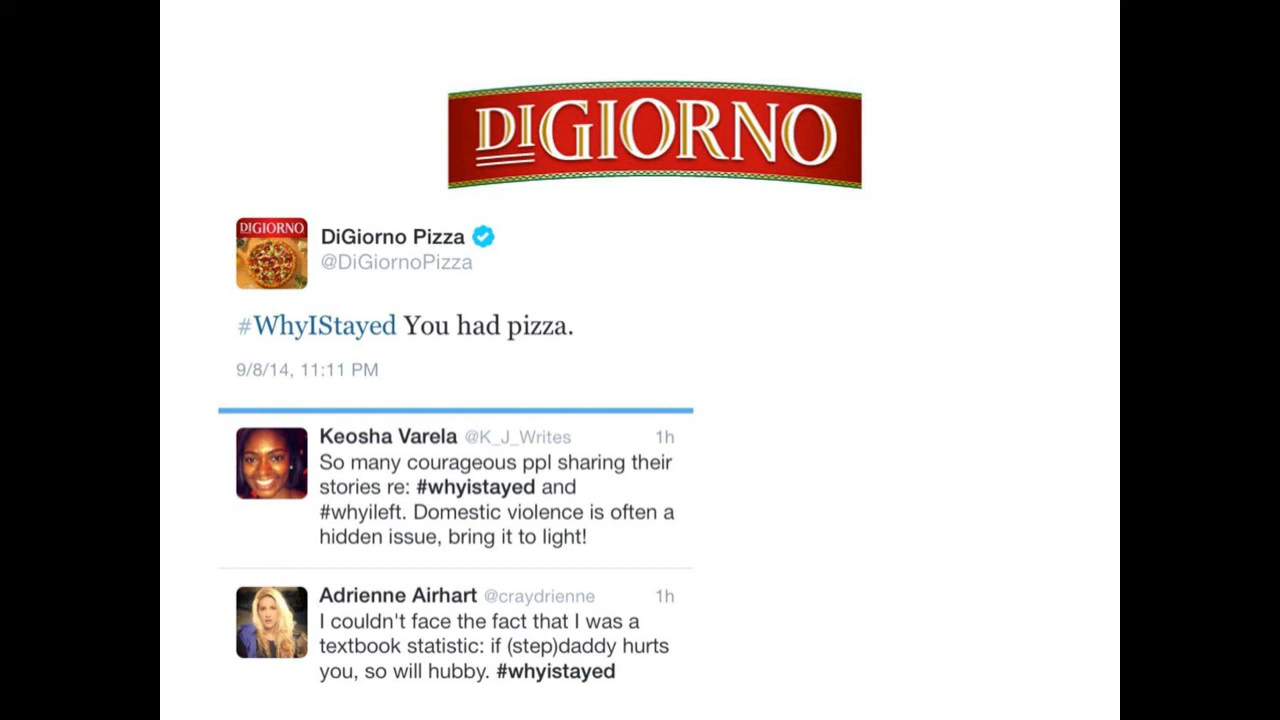 DIGIORNO
DIGIORNO
DiGiorno Pizza
@DiGiornoPizza
#WhyIStayed You had pizza.
9/8/14, 11:11 PM
Keosha Varela @K_J_Writes 1h
So many courageous ppl sharing their
stories re: #whyistayed and
#whyileft. Domestic violence is often a
hidden issue, bring it to light!
Adrienne Airhart @craydrienne 1h
I couldn't face the fact that I was a
textbook statistic: if (step)daddy hurts
you, so will hubby. #whyistayed